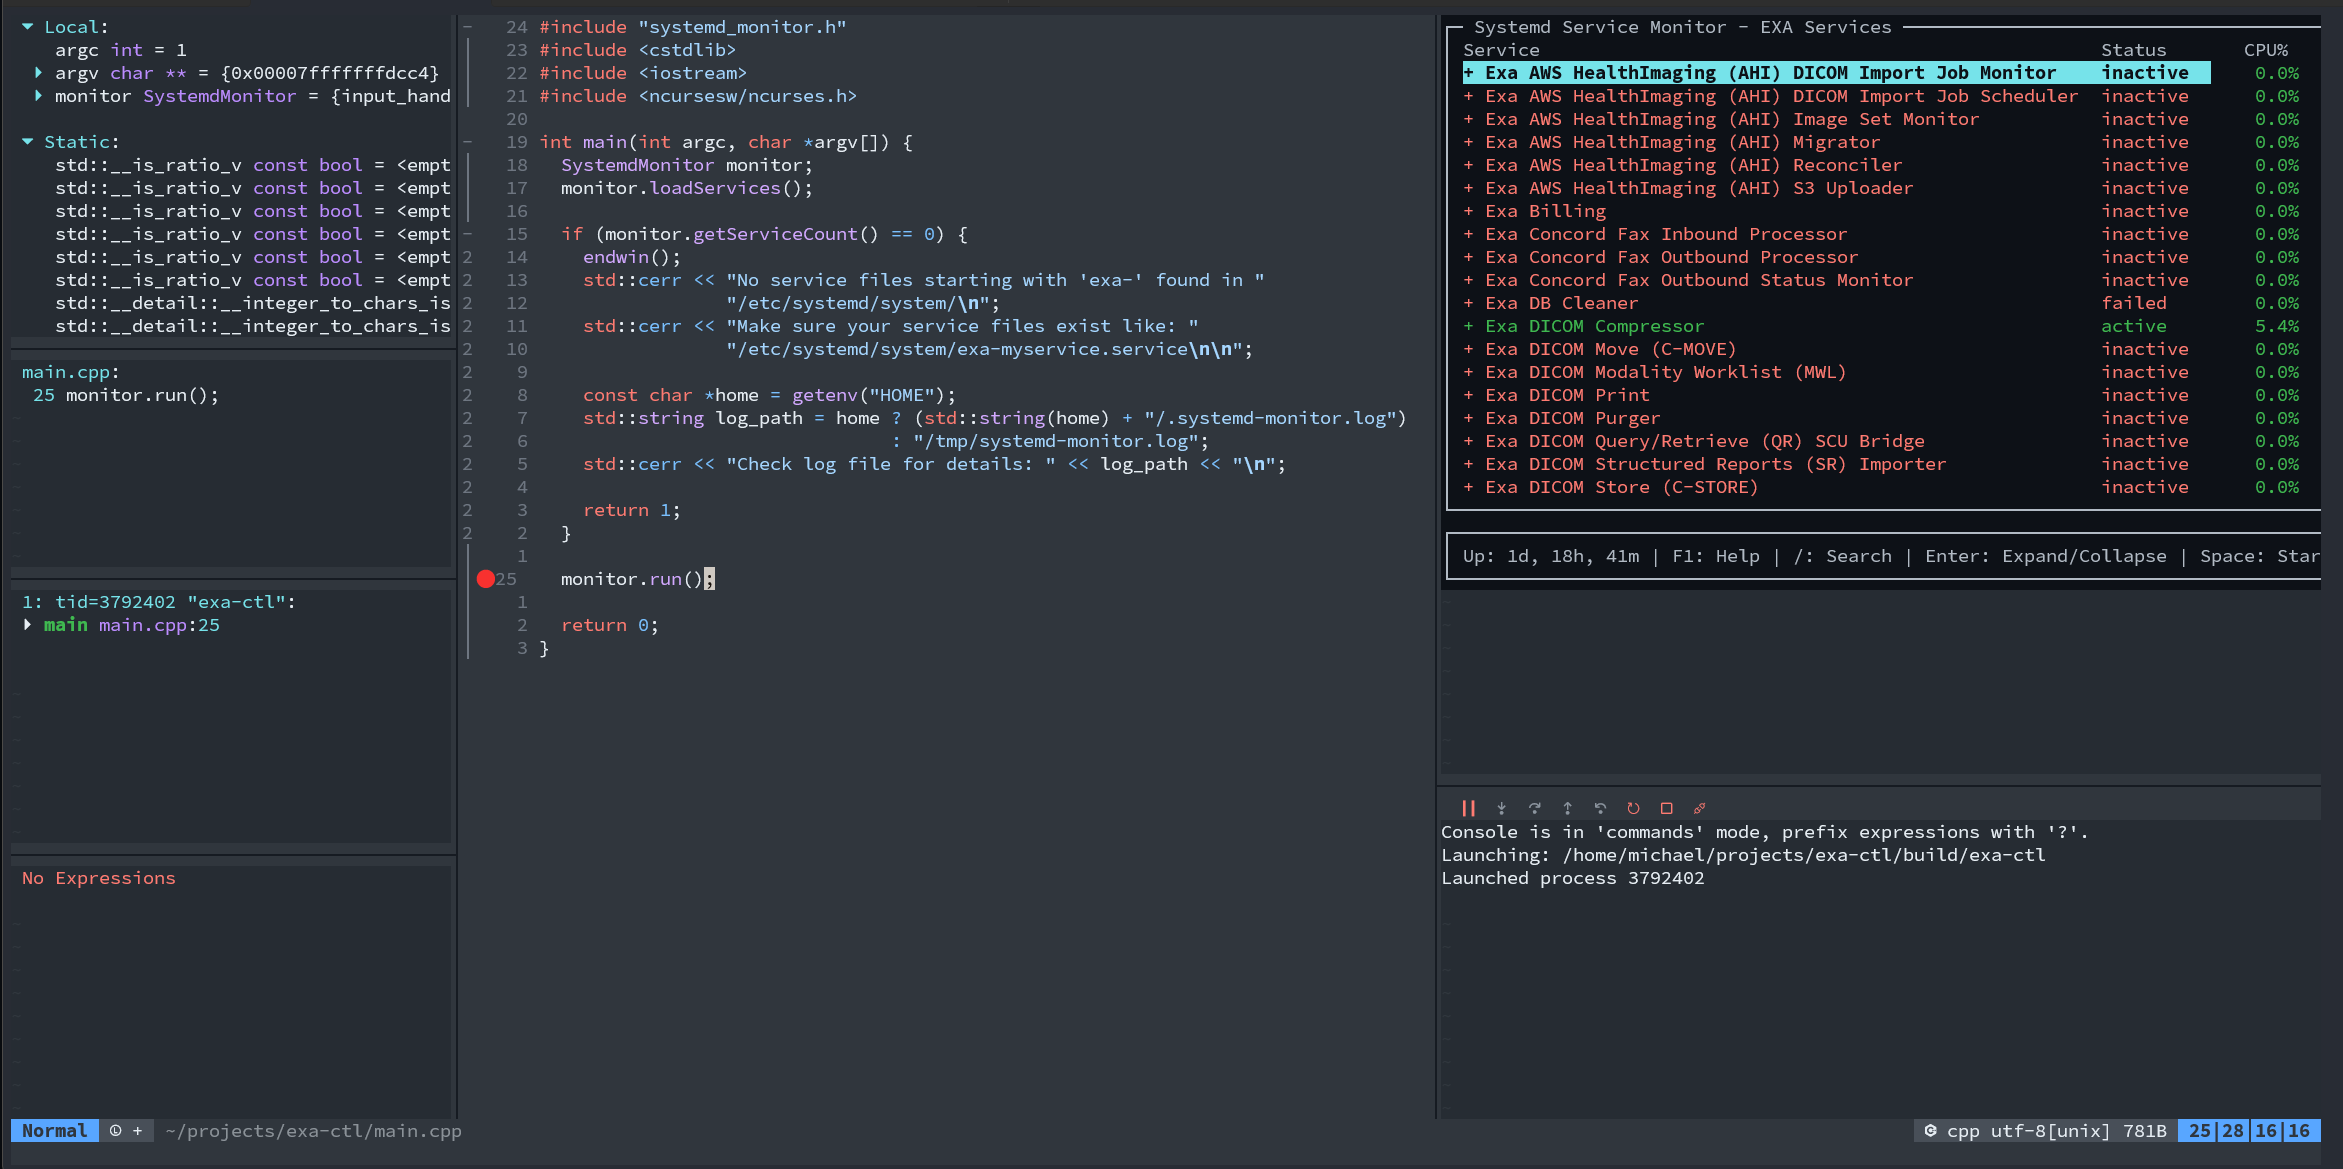 Local:
argc int = 1
argv char ** = {0x00007fffffffdcc4}
monitor SystemdMonitor = {input_hand
Static:
std::__is_ratio_v const bool = <empt
std::__is_ratio_v const bool = <empt
std::__is_ratio_v const bool = <empt
std::__is_ratio_v const bool = <empt
std::__is_ratio_v const bool = <empt
std::__is_ratio_v const bool = <empt
std::__detail::__integer_to_chars_is
std::__detail::__integer_to_chars_is
main.cpp:
25 monitor.run();
1: tid=3792402 "exa-ctl":
main main.cpp:25
No Expressions
- 24 #include "systemd_monitor.h"
23 #include <cstdlib>
22 #include <iostream>
21 #include <ncursesw/ncurses.h>
20
- 19 int main(int argc, char *argv[]) {
18 SystemdMonitor monitor;
17 monitor.loadServices();
16
- 15 if (monitor.getServiceCount() == 0) {
2 14 endwin();
2 13 std::cerr << "No service files starting with 'exa-' found in "
2 12 "/etc/systemd/system/\n";
2 11 std::cerr << "Make sure your service files exist like: "
2 10 "/etc/systemd/system/exa-myservice.service\n\n";
2 9
2 8 const char *home = getenv("HOME");
2 7 std::string log_path = home ? (std::string(home) + "/.systemd-monitor.log")
2 6 : "/tmp/systemd-monitor.log";
2 5 std::cerr << "Check log file for details: " << log_path << "\n";
2 4
2 3 return 1;
2 2 }
1
25 monitor.run();
1
2 return 0;
3 }
Systemd Service Monitor - EXA Services
Service Status CPU%
+ Exa AWS HealthImaging (AHI) DICOM Import Job Monitor inactive 0.0%
+ Exa AWS HealthImaging (AHI) DICOM Import Job Scheduler inactive 0.0%
+ Exa AWS HealthImaging (AHI) Image Set Monitor inactive 0.0%
+ Exa AWS HealthImaging (AHI) Migrator inactive 0.0%
+ Exa AWS HealthImaging (AHI) Reconciler inactive 0.0%
+ Exa AWS HealthImaging (AHI) S3 Uploader inactive 0.0%
+ Exa Billing inactive 0.0%
+ Exa Concord Fax Inbound Processor inactive 0.0%
+ Exa Concord Fax Outbound Processor inactive 0.0%
+ Exa Concord Fax Outbound Status Monitor inactive 0.0%
+ Exa DB Cleaner failed 0.0%
+ Exa DICOM Compressor active 5.4%
+ Exa DICOM Move (C-MOVE) inactive 0.0%
+ Exa DICOM Modality Worklist (MWL) inactive 0.0%
+ Exa DICOM Print inactive 0.0%
+ Exa DICOM Purger inactive 0.0%
+ Exa DICOM Query/Retrieve (QR) SCU Bridge inactive 0.0%
+ Exa DICOM Structured Reports (SR) Importer inactive 0.0%
+ Exa DICOM Store (C-STORE) inactive 0.0%
Up: 1d, 18h, 41m | F1: Help | /: Search | Enter: Expand/Collapse | Space: Star
Console is in 'commands' mode, prefix expressions with '?'.
Launching: /home/michael/projects/exa-ctl/build/exa-ctl
Launched process 3792402
Normal + ~/projects/exa-ctl/main.cpp cpp utf-8[unix] 781B 25|28|16|16